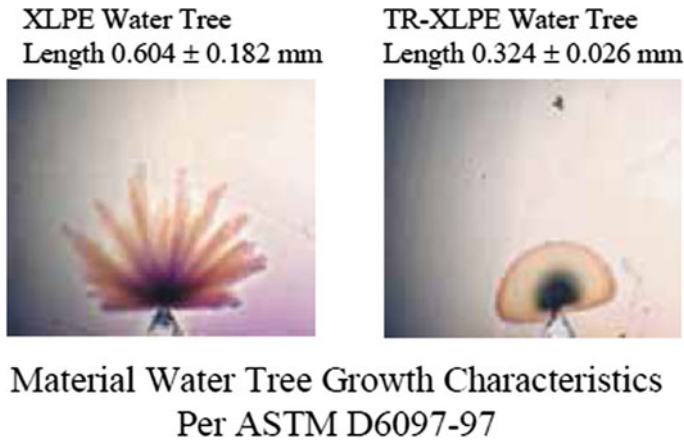 XLPE Water Tree
Length 0.604 ± 0.182 mm
TR-XLPE Water Tree
Length 0.324 ± 0.026 mm
Material Water Tree Growth Characteristics
Per ASTM D6097-97